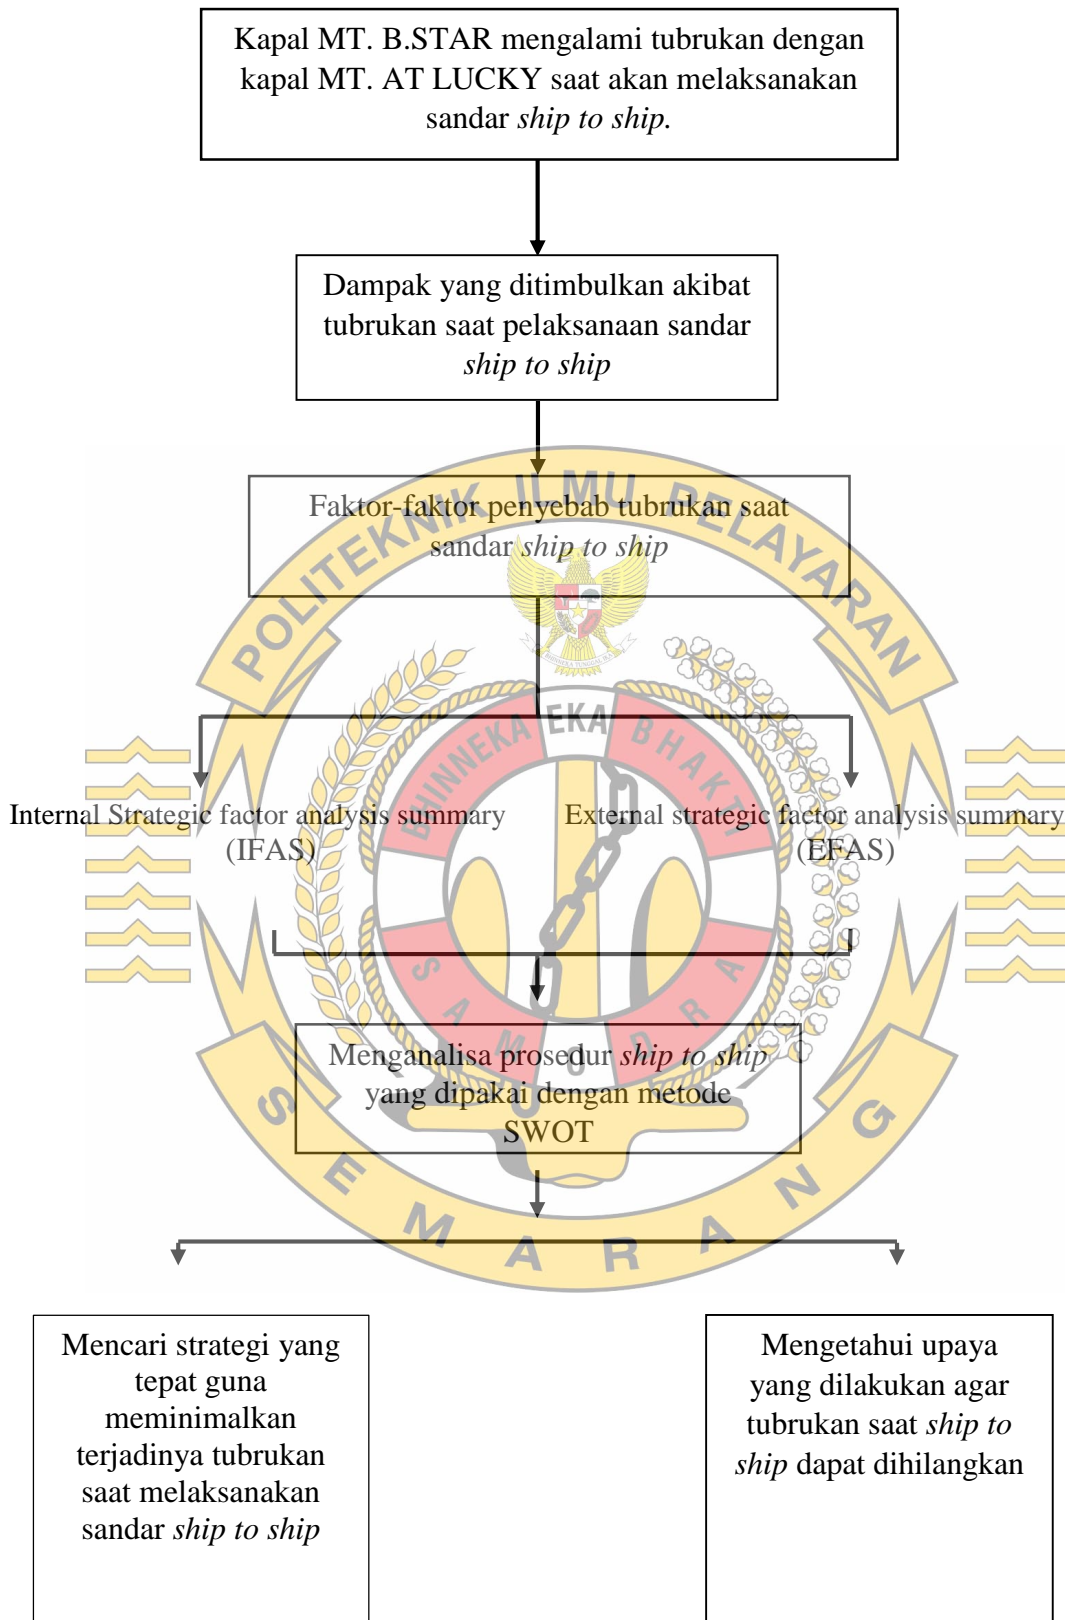 Kapal MT. B.STAR mengalami tubrukan dengan
kapal MT. AT LUCKY saat akan melaksanakan
sandar ship to ship.
Dampak yang ditimbulkan akibat
tubrukan saat pelaksanaan sandar
ship to ship
POLITEKNIK ILMU PELAYARAN
Faktor-faktor penyebab tubrukan saat
sandar ship to ship
BHINNEKA TUNGGAL IKA
BHINNEKA EKA BHAKTI
Internal Strategic factor analysis summary
(IFAS)
External strategic factor analysis summary
(EFAS)
SAMUDRA
Menganalisa prosedur ship to ship
yang dipakai dengan metode
SWOT
SEMARANG
Mencari strategi yang
tepat guna
meminimalkan
terjadinya tubrukan
saat melaksanakan
sandar ship to ship
Mengetahui upaya
yang dilakukan agar
tubrukan saat ship to
ship dapat dihilangkan